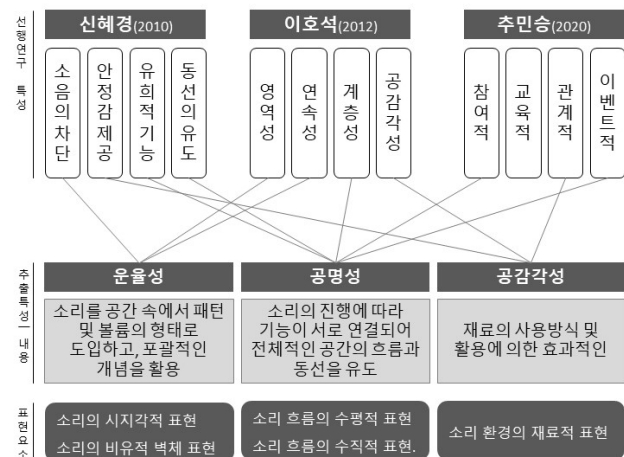 선행연구 특성
신혜경(2010)
이호석(2012)
추민승(2020)
소음의차단
안정감제공
유희적기능
동선의유도
영역성
연속성
계층성
공감각성
참여적
교육적
관계적
이벤트적
추출특성 | 내용
운율성
공명성
공감각성
소리를 공간 속에서 패턴
및 볼륨의 형태로
도입하고, 포괄적인
개념을 활용
소리의 진행에 따라
기능이 서로 연결되어
전체적인 공간의 흐름과
동선을 유도
재료의 사용방식 및
활용에 의한 효과적인
표현요소
소리의 시지각적 표현
소리의 비유적 벽체 표현
소리 흐름의 수평적 표현
소리 흐름의 수직적 표현.
소리 환경의 재료적 표현